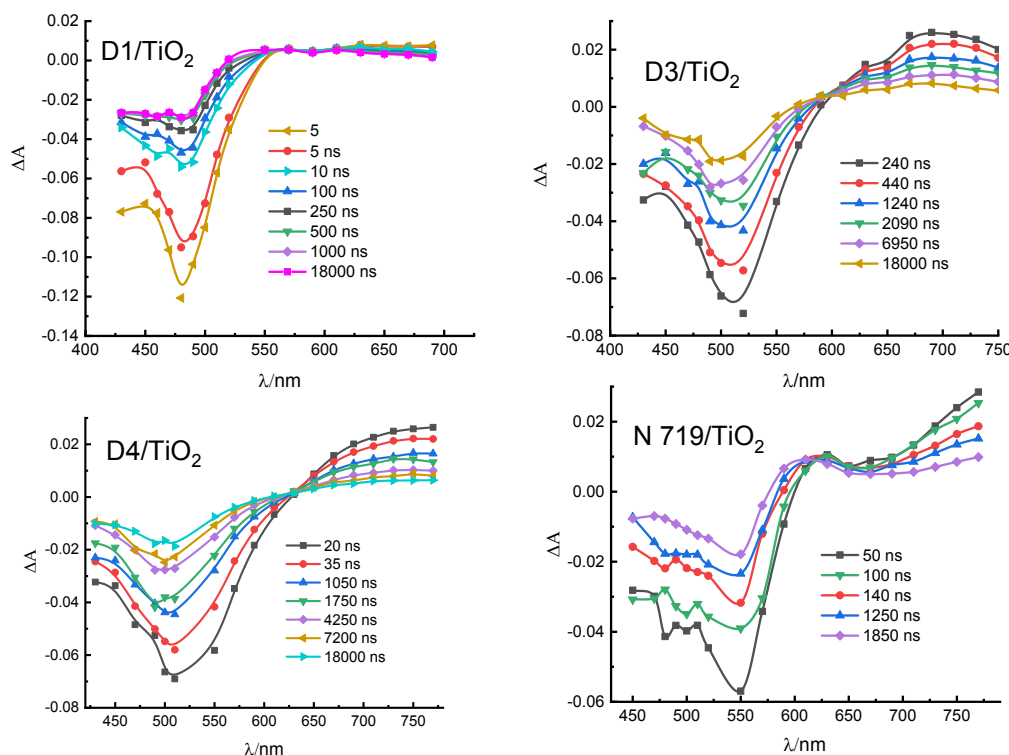 D1/TiO2
5
5 ns
10 ns
100 ns
250 ns
500 ns
1000 ns
18000 ns
0.02
0.00
-0.02
-0.04
-0.06
-0.08
-0.10
-0.12
-0.14
ΔA
400 450 500 550 600 650 700
λ/nm
D3/TiO2
240 ns
440 ns
1240 ns
2090 ns
6950 ns
18000 ns
0.02
0.00
-0.02
-0.04
-0.06
-0.08
ΔA
400 450 500 550 600 650 700 750
λ/nm
D4/TiO2
20 ns
35 ns
1050 ns
1750 ns
4250 ns
7200 ns
18000 ns
0.02
0.00
-0.02
-0.04
-0.06
-0.08
ΔA
450 500 550 600 650 700 750
λ/nm
N 719/TiO2
50 ns
100 ns
140 ns
1250 ns
1850 ns
0.02
0.00
-0.02
-0.04
-0.06
ΔA
450 500 550 600 650 700 750
λ/nm